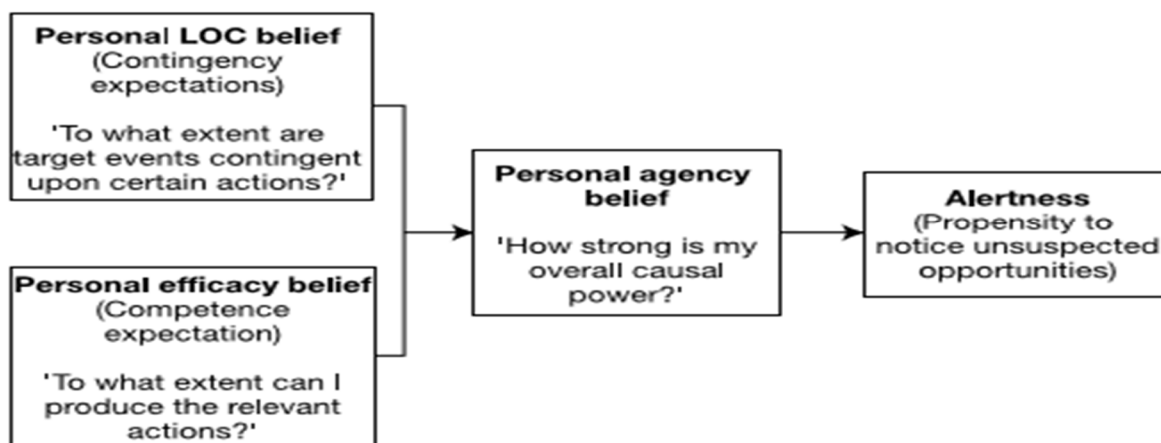 Personal LOC belief
(Contingency
expectations)
'To what extent are
target events contingent
upon certain actions?'
Personal efficacy belief
(Competence
expectation)
'To what extent can I
produce the relevant
actions?'
Personal agency
belief
'How strong is my
overall causal
power?'
Alertness
(Propensity to
notice unsuspected
opportunities)